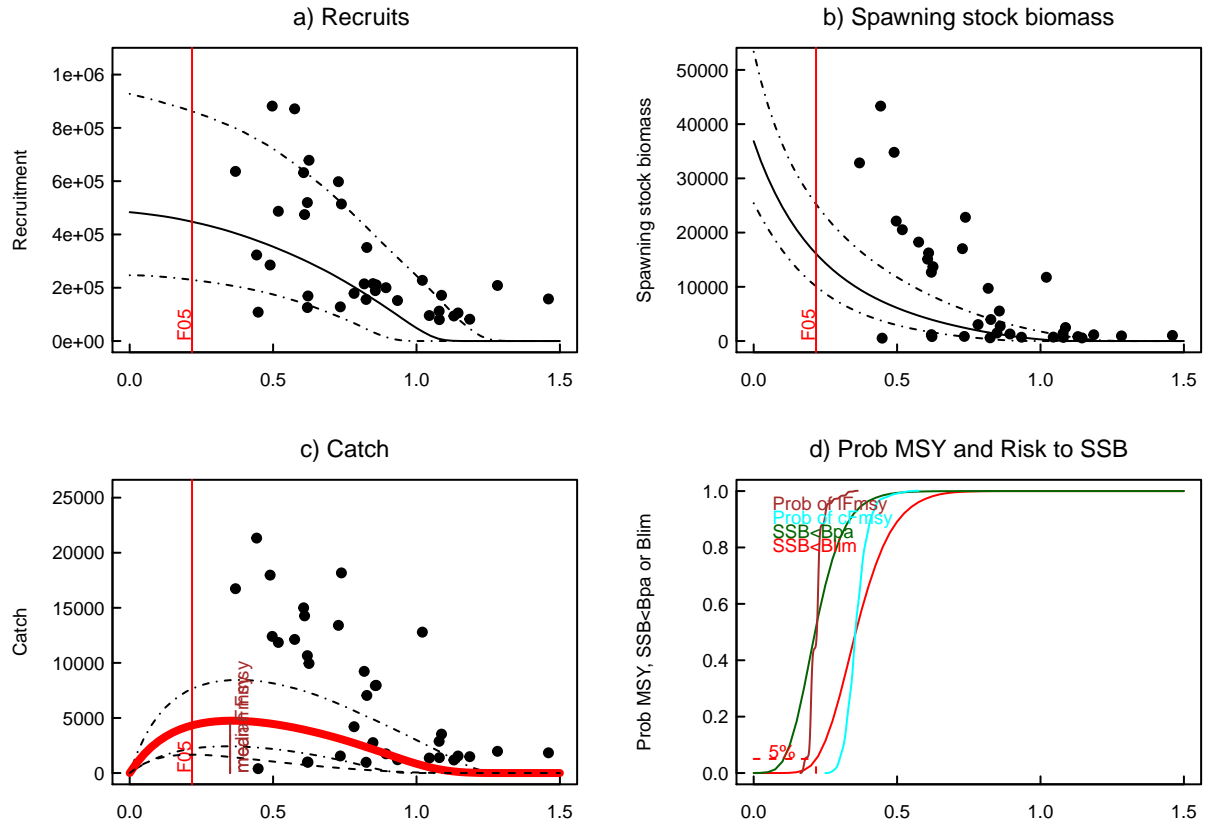 a) Recruits
Recruitment
1e+06
8e+05
6e+05
4e+05
2e+05
0e+00
F05
0.0 0.5 1.0 1.5
b) Spawning stock biomass
Spawning stock biomass
50000
40000
30000
20000
10000
0
F05
0.0 0.5 1.0 1.5
c) Catch
Catch
25000
20000
15000
10000
5000
0
F05
0.0 0.5 1.0 1.5
d) Prob MSY and Risk to SSB
Prob MSY, SSB<Bpa or Blim
1.0
0.8
0.6
0.4
0.2
0.0
Prob of lFmsy
Prob of cFmsy
SSB<Bpa
SSB<Blim
5%
0.0 0.5 1.0 1.5